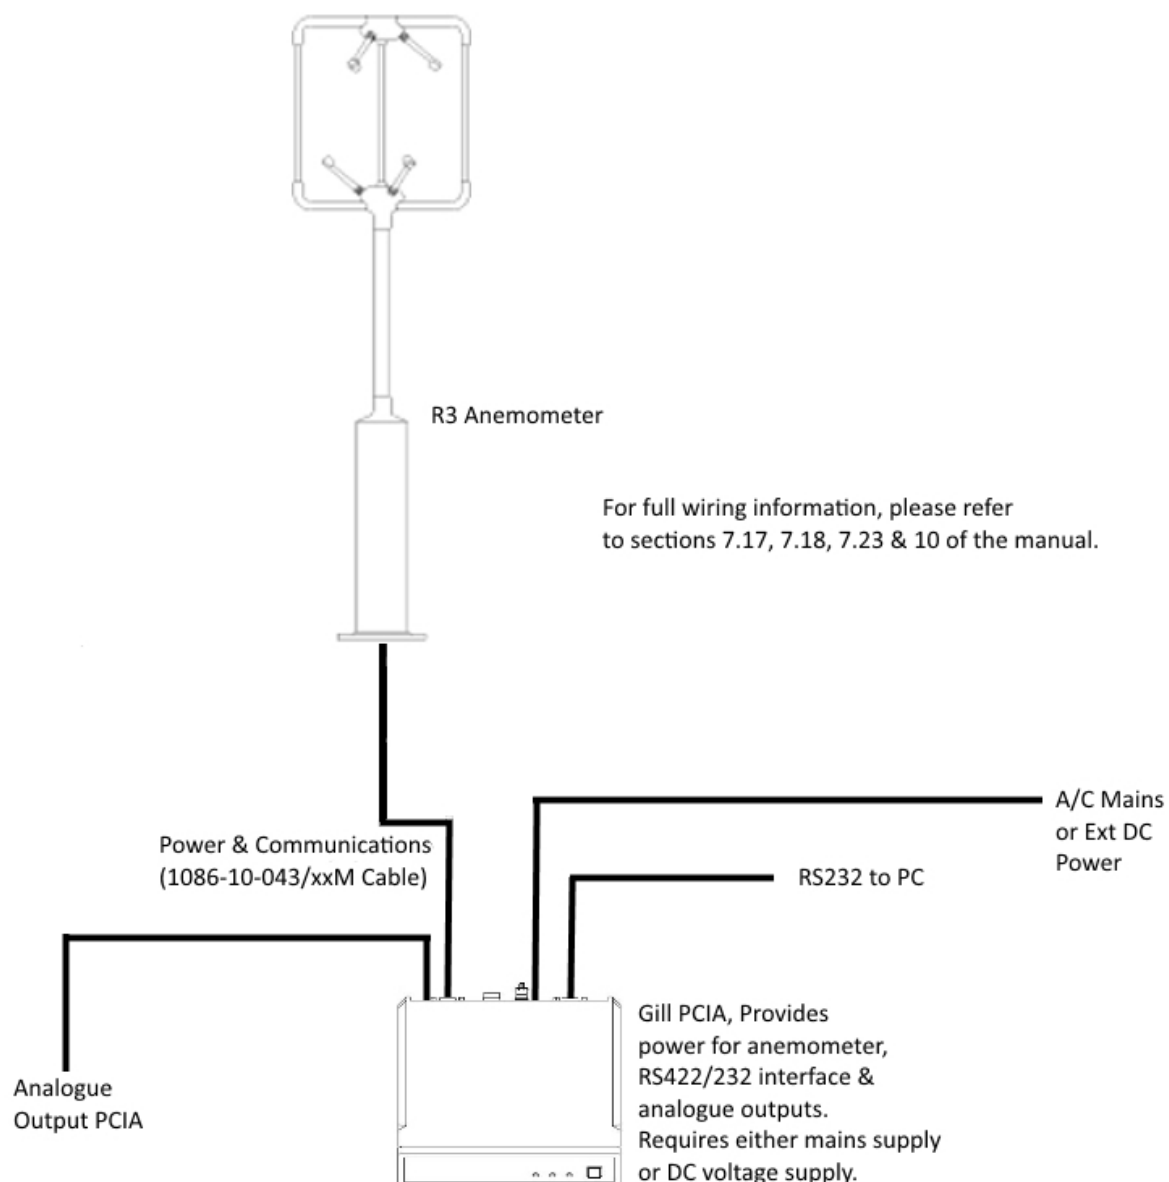 R3 Anemometer
For full wiring information, please refer
to sections 7.17, 7.18, 7.23 & 10 of the manual.
A/C Mains
or Ext DC
Power
Power & Communications
(1086-10-043/xxM Cable)
RS232 to PC
Gill PCIA, Provides
power for anemometer,
RS422/232 interface &
analogue outputs.
Requires either mains supply
or DC voltage supply.
Analogue
Output PCIA